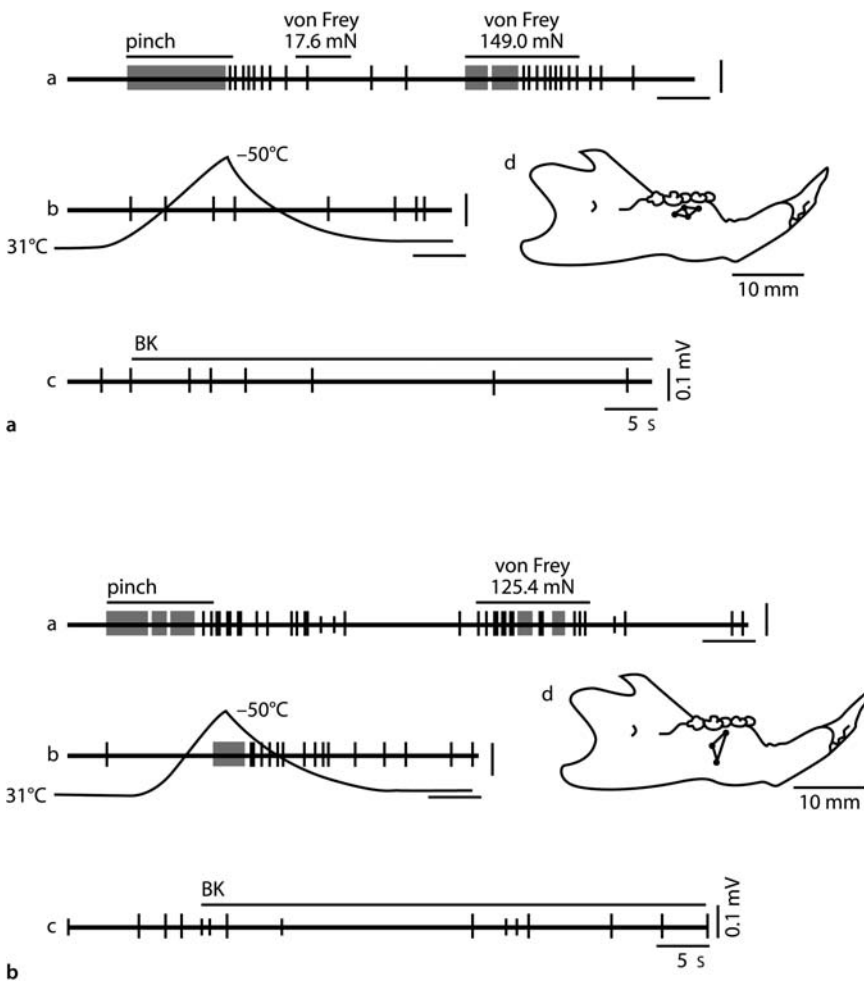 pinch
von Frey
17.6 mN
von Frey
149.0 mN
a
–50°C
b
31°C
d
10 mm
BK
c
0.1 mV
5 s
a
pinch
von Frey
125.4 mN
a
–50°C
b
31°C
d
10 mm
BK
c
0.1 mV
5 s
b